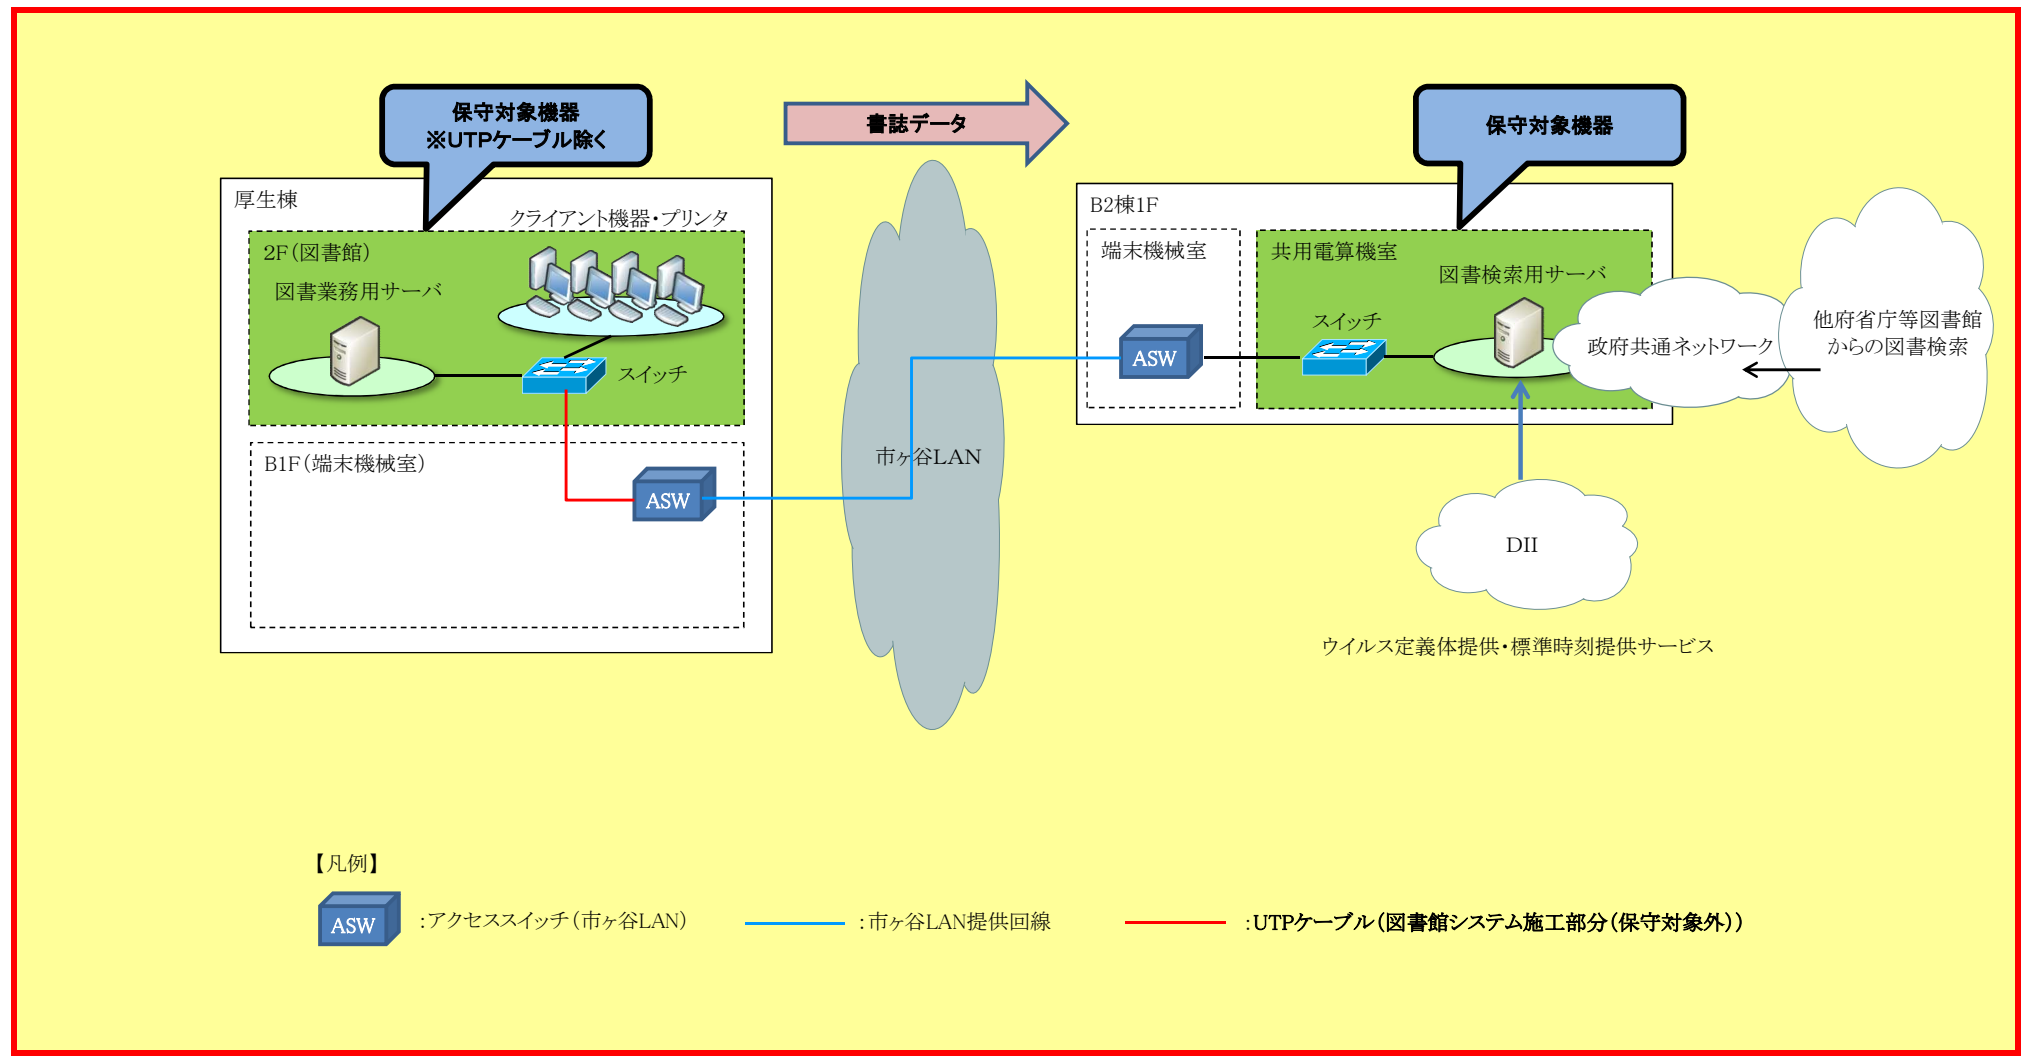 保守対象機器
※UTPケーブル除く
書誌データ
保守対象機器
厚生棟
クライアント機器・プリンタ
2F(図書館)
図書業務用サーバ
スイッチ
B1F(端末機械室)
ASW
市ヶ谷LAN
B2棟1F
端末機械室
ASW
共用電算機室
図書検索用サーバ
スイッチ
政府共通ネットワーク
他府省庁等図書館
からの図書検索
DII
ウイルス定義体提供・標準時刻提供サービス
【凡例】
ASW
:アクセススイッチ(市ヶ谷LAN)
:市ヶ谷LAN提供回線
:UTPケーブル(図書館システム施工部分(保守対象外))